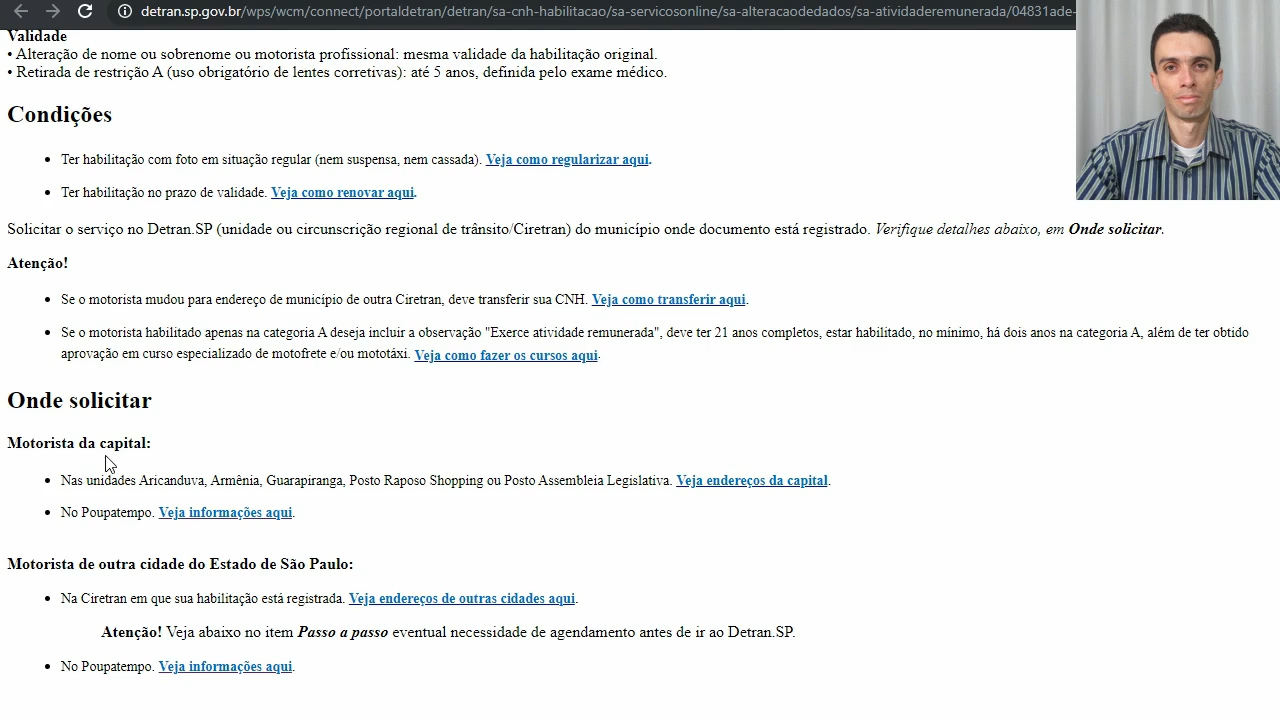 detran.sp.gov.br/wps/wcm/connect/portaldetran/detran/sa-cnh-habilitacao/sa-servicosonline/sa-alteracaodedados/sa-atividaderemunerada/04831ade-
Validade
• Alteração de nome ou sobrenome ou motorista profissional: mesma validade da habilitação original.
• Retirada de restrição A (uso obrigatório de lentes corretivas): até 5 anos, definida pelo exame médico.
Condições
• Ter habilitação com foto em situação regular (nem suspensa, nem cassada). Veja como regularizar aqui.
• Ter habilitação no prazo de validade. Veja como renovar aqui.
Solicitar o serviço no Detran.SP (unidade ou circunscrição regional de trânsito/Ciretran) do município onde documento está registrado. Verifique detalhes abaixo, em Onde solicitar.
Atenção!
• Se o motorista mudou para endereço de município de outra Ciretran, deve transferir sua CNH. Veja como transferir aqui.
• Se o motorista habilitado apenas na categoria A deseja incluir a observação "Exerce atividade remunerada", deve ter 21 anos completos, estar habilitado, no mínimo, há dois anos na categoria A, além de ter obtido
aprovação em curso especializado de motofrete e/ou mototáxi. Veja como fazer os cursos aqui.
Onde solicitar
Motorista da capital:
• Nas unidades Aricanduva, Armênia, Guarapiranga, Posto Raposo Shopping ou Posto Assembleia Legislativa. Veja endereços da capital.
• No Poupatempo. Veja informações aqui.
Motorista de outra cidade do Estado de São Paulo:
• Na Ciretran em que sua habilitação está registrada. Veja endereços de outras cidades aqui.
Atenção! Veja abaixo no item Passo a passo eventual necessidade de agendamento antes de ir ao Detran.SP.
• No Poupatempo. Veja informações aqui.